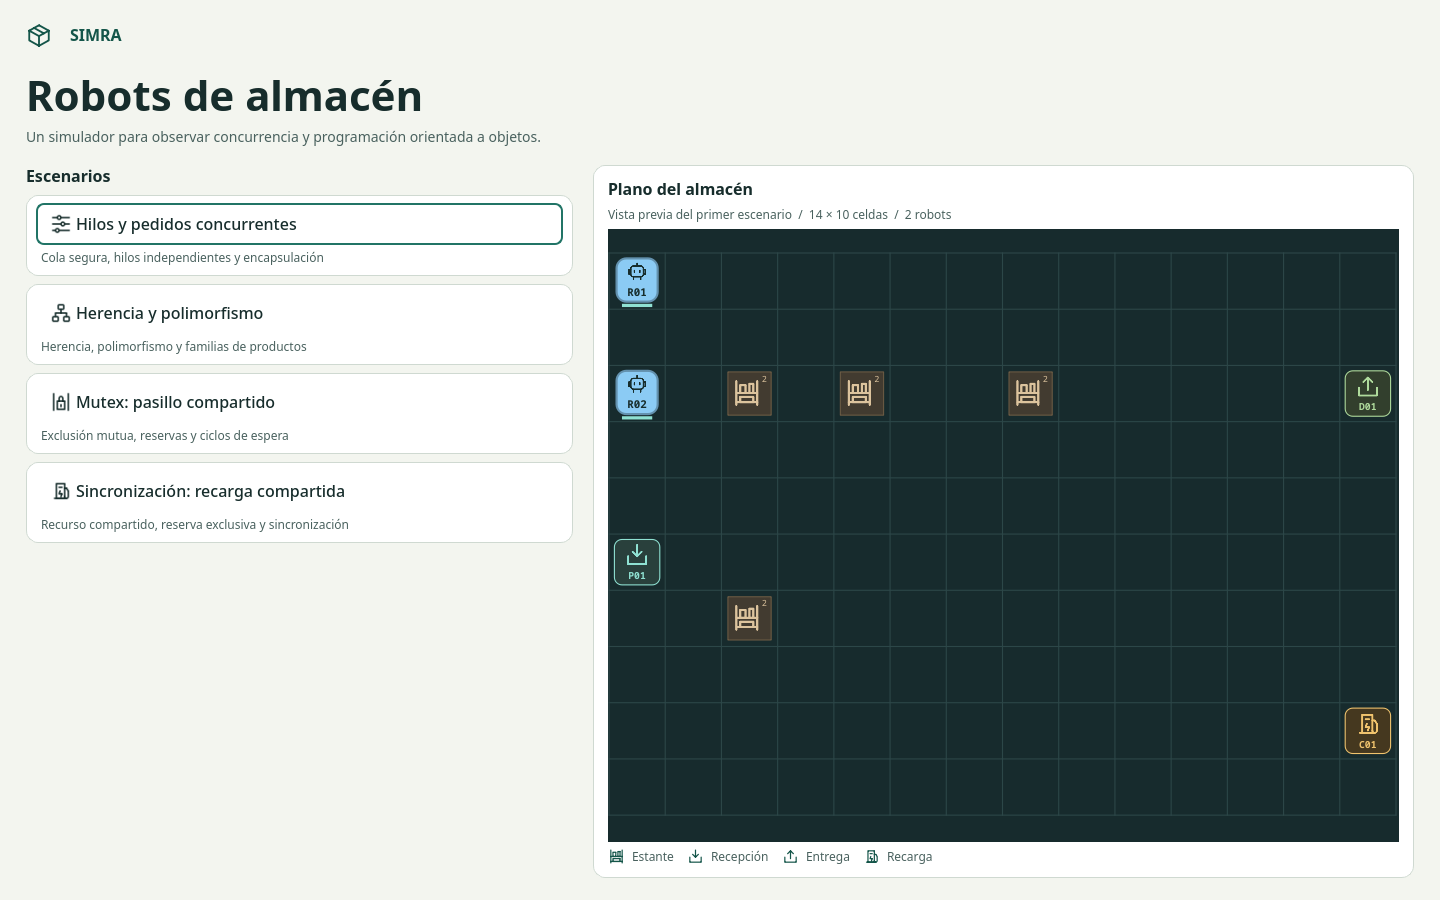 SIMRA
Robots de almacén
Un simulador para observar concurrencia y programación orientada a objetos.
Escenarios
Hilos y pedidos concurrentes
Cola segura, hilos independientes y encapsulación
Herencia y polimorfismo
Herencia, polimorfismo y familias de productos
Mutex: pasillo compartido
Exclusión mutua, reservas y ciclos de espera
Sincronización: recarga compartida
Recurso compartido, reserva exclusiva y sincronización
Plano del almacén
Vista previa del primer escenario / 14 × 10 celdas / 2 robots
R01
R02
2
2
2
D01
P01
2
C01
Estante
Recepción
Entrega
Recarga